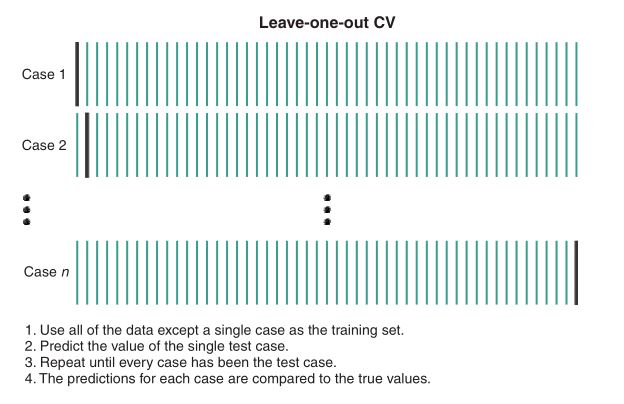 Leave-one-out CV
Case 1
Case 2
Case n
1. Use all of the data except a single case as the training set.
2. Predict the value of the single test case.
3. Repeat until every case has been the test case.
4. The predictions for each case are compared to the true values.